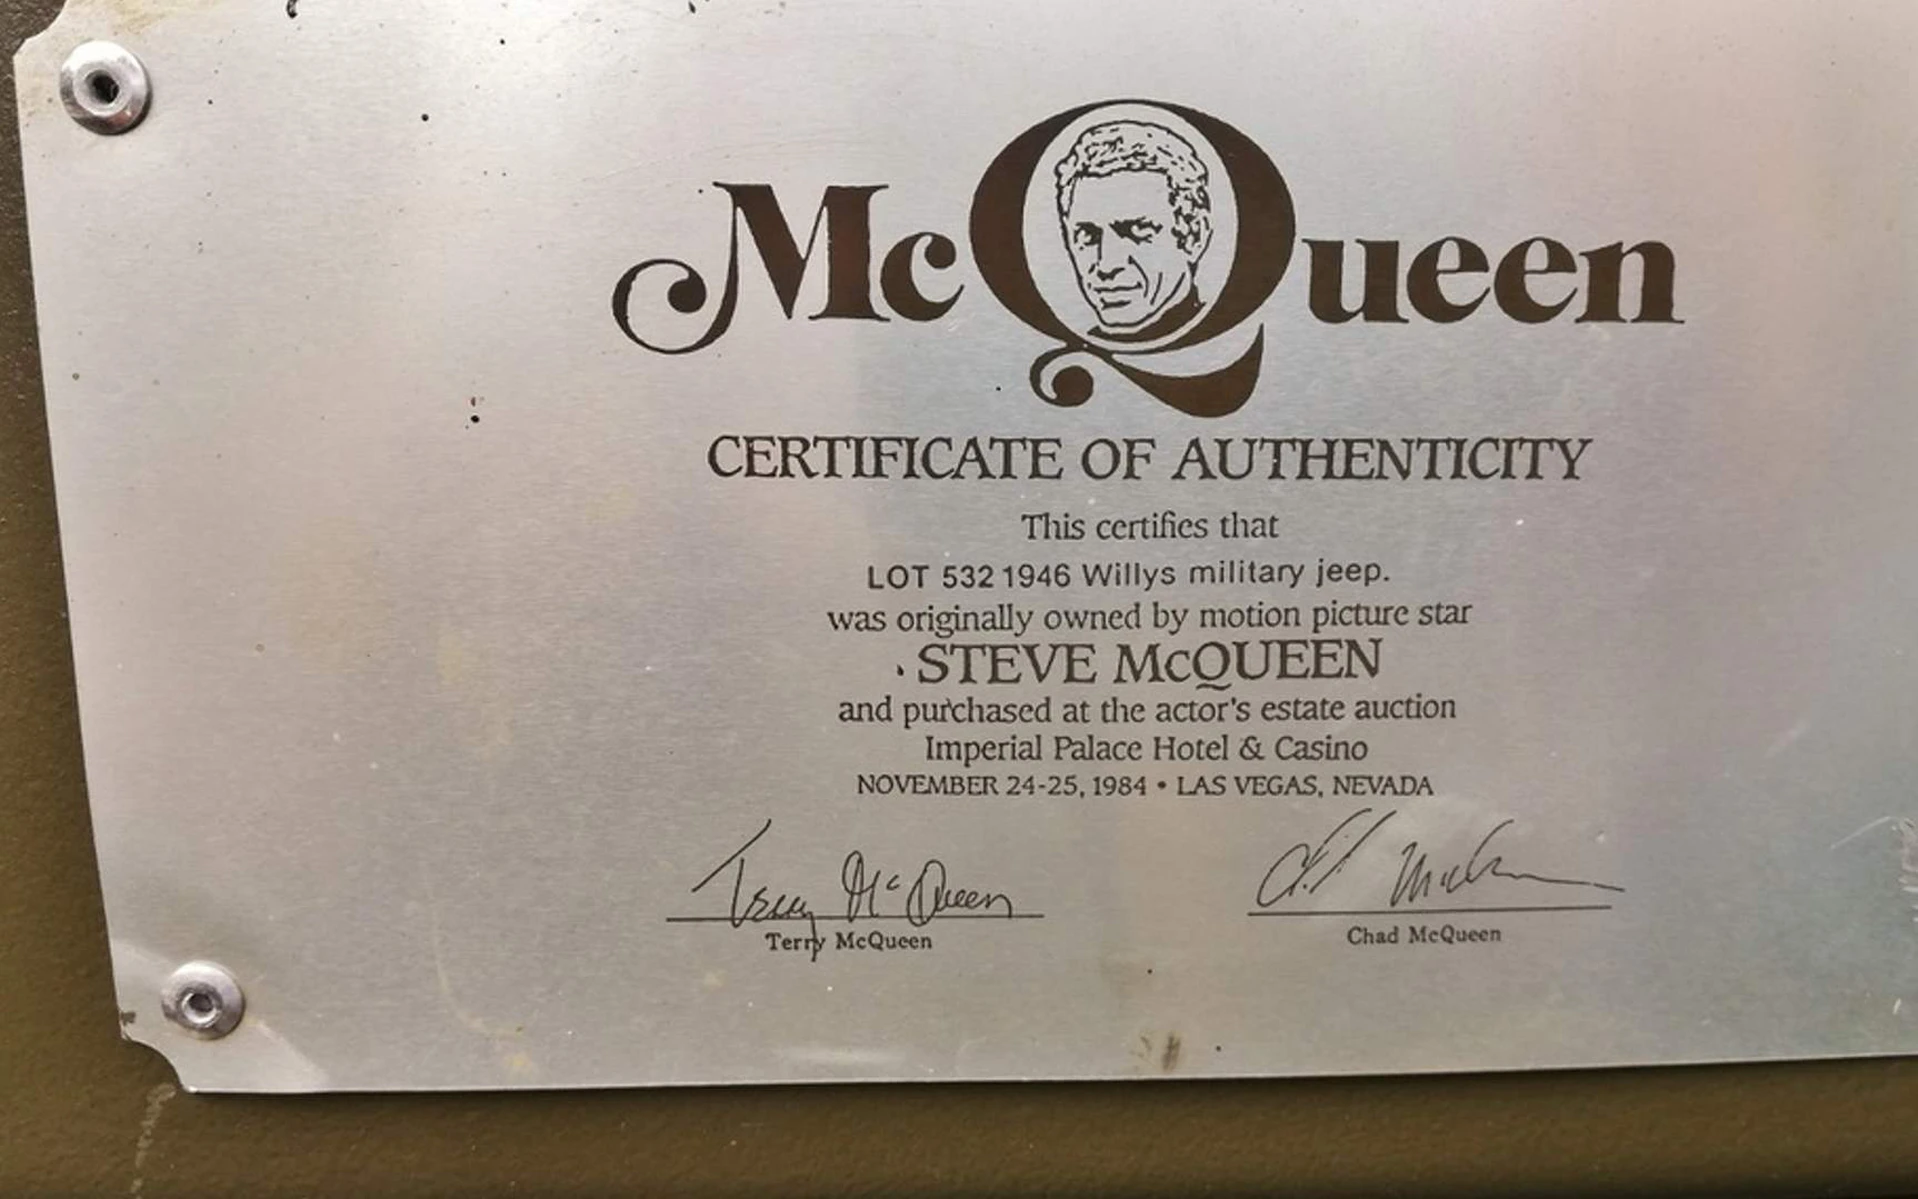 McQueen
CERTIFICATE OF AUTHENTICITY
This certifies that
LOT 532 1946 Willys military jeep.
was originally owned by motion picture star
STEVE McQUEEN
and purchased at the actor's estate auction
Imperial Palace Hotel & Casino
NOVEMBER 24-25, 1984 • LAS VEGAS, NEVADA
Terry McQueen
Terry McQueen
Chad McQueen